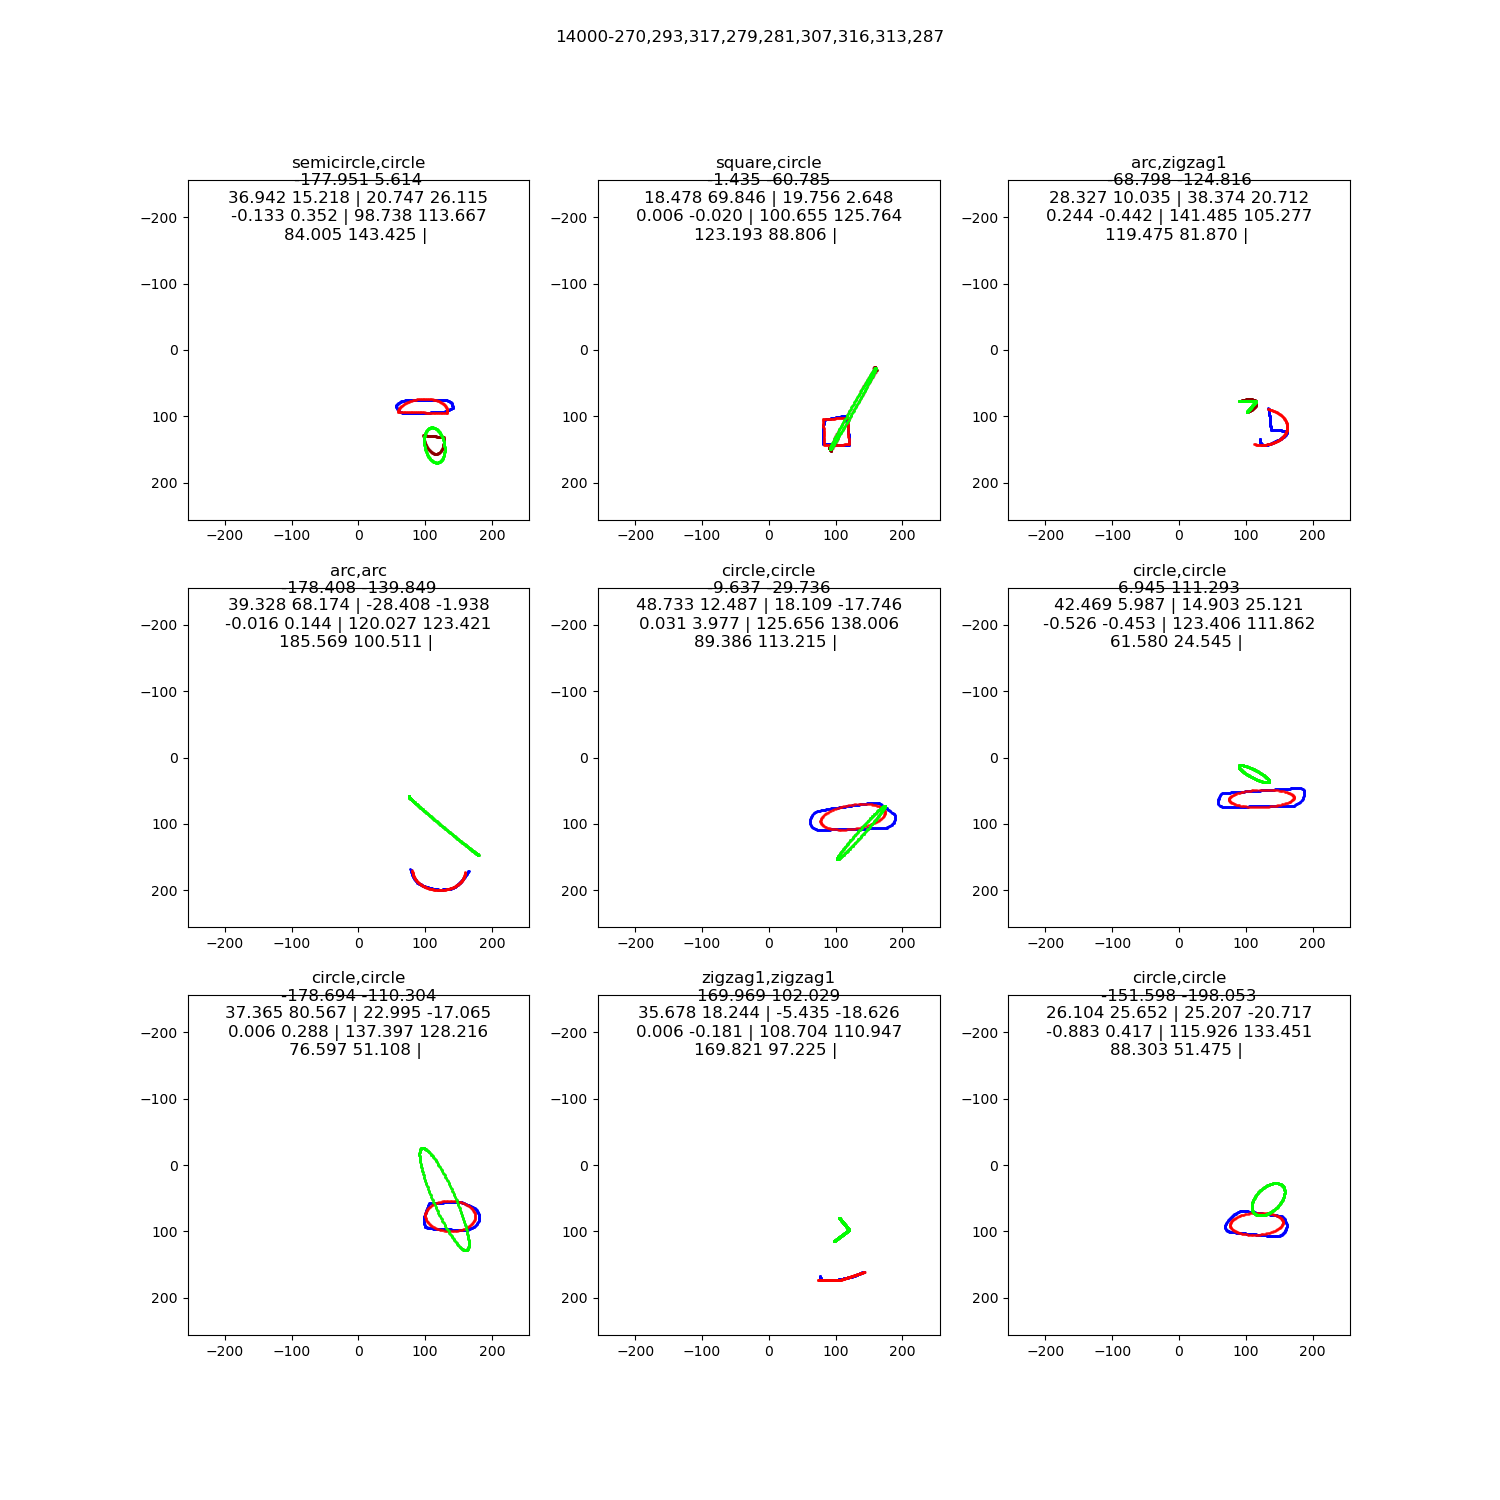 14000-270,293,317,279,281,307,316,313,287
semicircle,circle
-177.951 5.614
36.942 15.218 | 20.747 26.115
-0.133 0.352 | 98.738 113.667
84.005 143.425 |
−200
−100
0
100
200
−200 −100 0 100 200
square,circle
-1.435 -60.785
18.478 69.846 | 19.756 2.648
0.006 -0.020 | 100.655 125.764
123.193 88.806 |
−200
−100
0
100
200
−200 −100 0 100 200
arc,zigzag1
-68.798 -124.816
28.327 10.035 | 38.374 20.712
0.244 -0.442 | 141.485 105.277
119.475 81.870 |
−200
−100
0
100
200
−200 −100 0 100 200
arc,arc
-178.408 -139.849
39.328 68.174 | -28.408 -1.938
-0.016 0.144 | 120.027 123.421
185.569 100.511 |
−200
−100
0
100
200
−200 −100 0 100 200
circle,circle
-9.637 -29.736
48.733 12.487 | 18.109 -17.746
0.031 3.977 | 125.656 138.006
89.386 113.215 |
−200
−100
0
100
200
−200 −100 0 100 200
circle,circle
6.945 111.293
42.469 5.987 | 14.903 25.121
-0.526 -0.453 | 123.406 111.862
61.580 24.545 |
−200
−100
0
100
200
−200 −100 0 100 200
circle,circle
-178.694 -110.304
37.365 80.567 | 22.995 -17.065
0.006 0.288 | 137.397 128.216
76.597 51.108 |
−200
−100
0
100
200
−200 −100 0 100 200
zigzag1,zigzag1
169.969 102.029
35.678 18.244 | -5.435 -18.626
0.006 -0.181 | 108.704 110.947
169.821 97.225 |
−200
−100
0
100
200
−200 −100 0 100 200
circle,circle
-151.598 -198.053
26.104 25.652 | 25.207 -20.717
-0.883 0.417 | 115.926 133.451
88.303 51.475 |
−200
−100
0
100
200
−200 −100 0 100 200